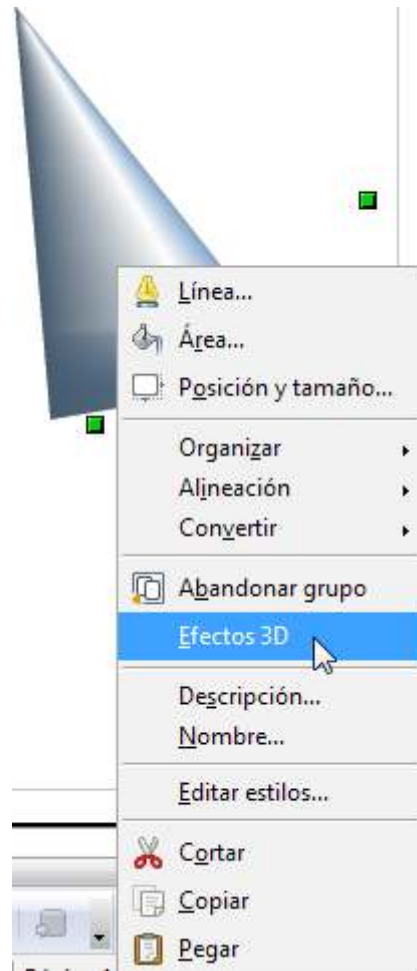 Línea...
Área...
Posición y tamaño...
Organizar
Alineación
Convertir
Abandonar grupo
Efectos 3D
Descripción...
Nombre...
Editar estilos...
Cortar
Copiar
Pegar